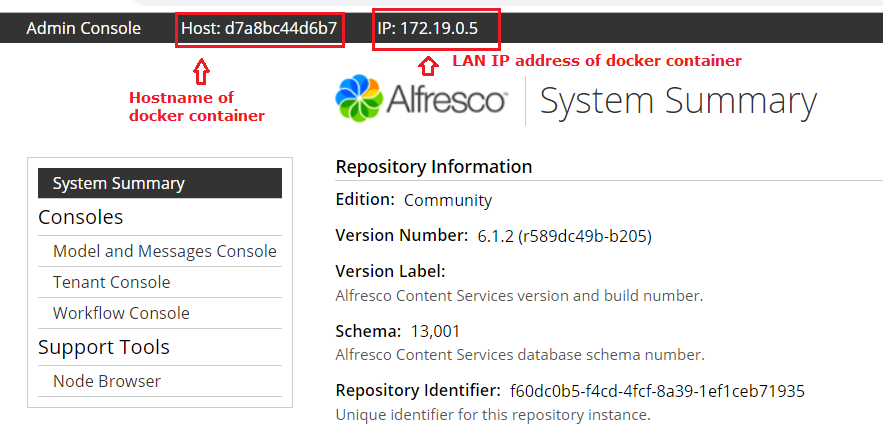 Admin Console Host: d7a8bc44d6b7 IP: 172.19.0.5
Hostname of
docker container
LAN IP address of docker container
Alfresco™ System Summary
System Summary
Consoles
Model and Messages Console
Tenant Console
Workflow Console
Support Tools
Node Browser
Repository Information
Edition: Community
Version Number: 6.1.2 (r589dc49b-b205)
Version Label:
Alfresco Content Services version and build number.
Schema: 13,001
Alfresco Content Services database schema number.
Repository Identifier: f60dc0b5-f4cd-4fcf-8a39-1ef1ceb71935
Unique identifier for this repository instance.